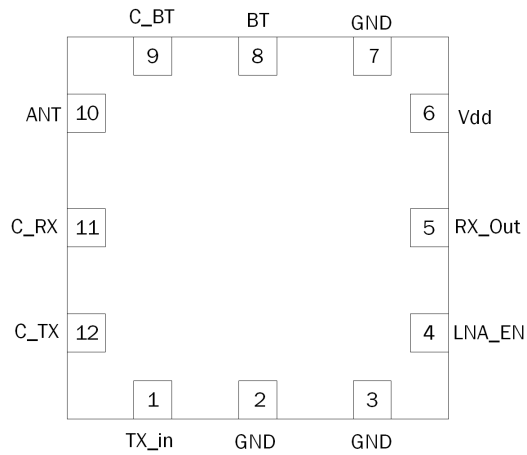 C_BT BT GND
9 8 7
ANT 10 6 Vdd
C_RX 11 5 RX_Out
C_TX 12 4 LNA_EN
1 2 3
TX_in GND GND